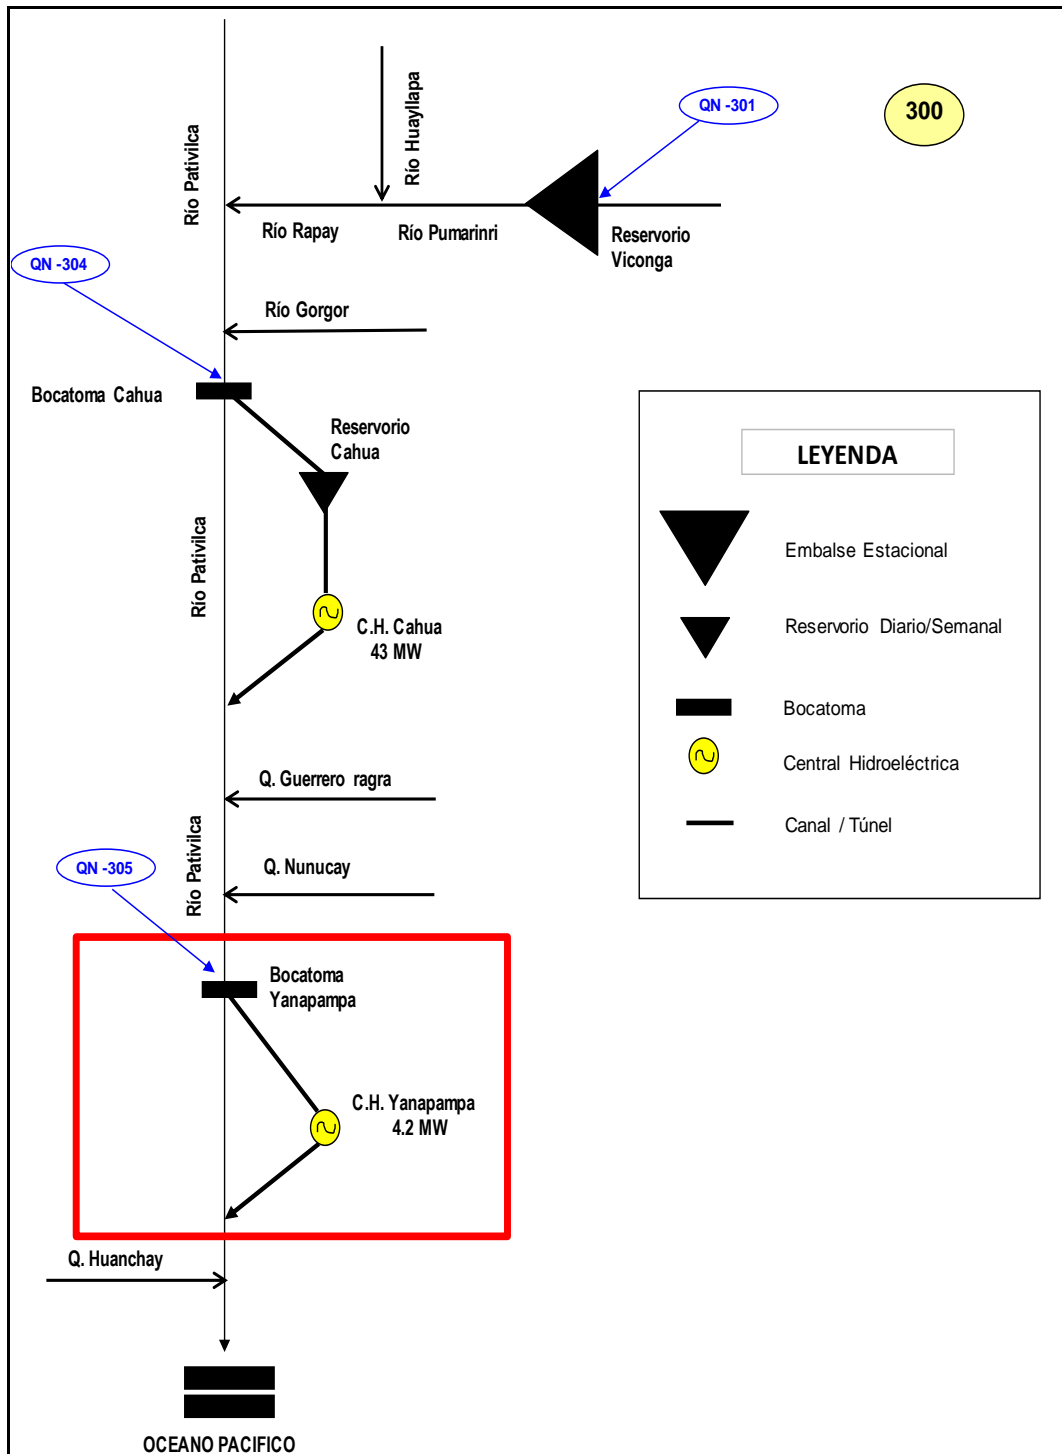 300
QN -301
Río Huayllapa
Río Pativilca
Río Rapay
Río Pumarinri
Reservorio
Viconga
QN -304
Río Gorgor
Bocatoma Cahua
Reservorio
Cahua
Río Pativilca
C.H. Cahua
43 MW
LEYENDA
Embalse Estacional
Reservorio Diario/Semanal
Bocatoma
Central Hidroeléctrica
Canal / Túnel
Q. Guerrero ragra
Río Pativilca
QN -305
Q. Nunucay
Bocatoma
Yanapampa
C.H. Yanapampa
4.2 MW
Q. Huanchay
OCEANO PACIFICO